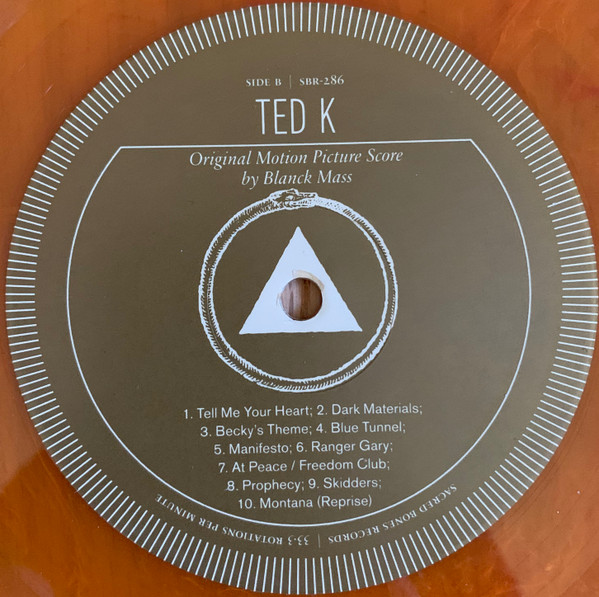 SIDE B | SBR-286
TED K
Original Motion Picture Score
by Blanck Mass
1. Tell Me Your Heart; 2. Dark Materials;
3. Becky's Theme; 4. Blue Tunnel;
5. Manifesto; 6. Ranger Gary;
7. At Peace / Freedom Club;
8. Prophecy; 9. Skidders;
10. Montana (Reprise)
SACRED BONES RECORDS | 33.3 ROTATIONS PER MINUTE